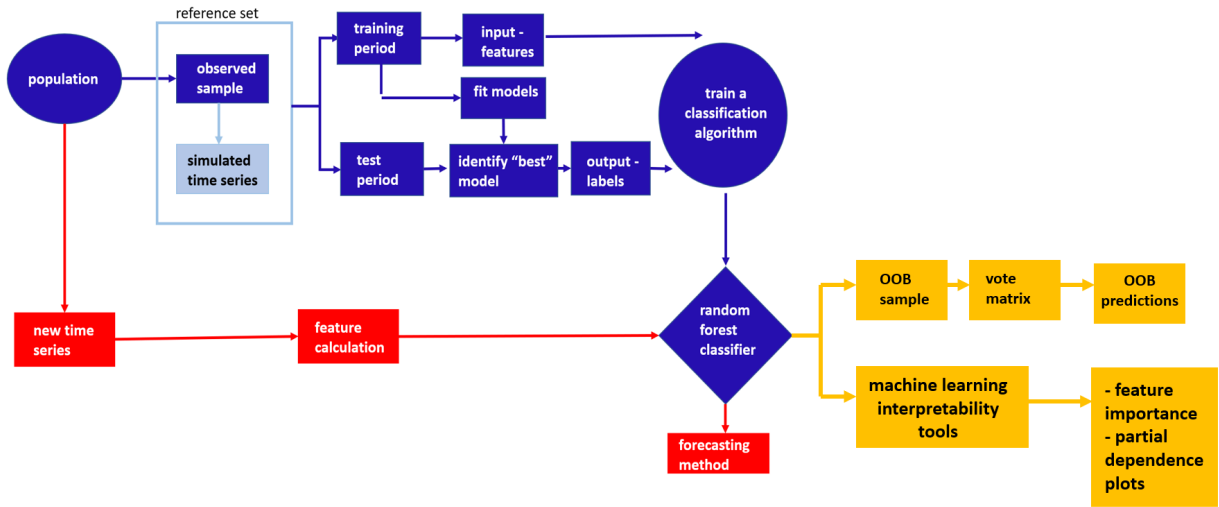 reference set
population
observed
sample
simulated
time series
training
period
input -
features
fit models
test
period
identify “best”
model
output -
labels
train a
classification
algorithm
new time
series
feature
calculation
random
forest
classifier
forecasting
method
OOB
sample
vote
matrix
OOB
predictions
machine learning
interpretability
tools
- feature
importance
- partial
dependence
plots